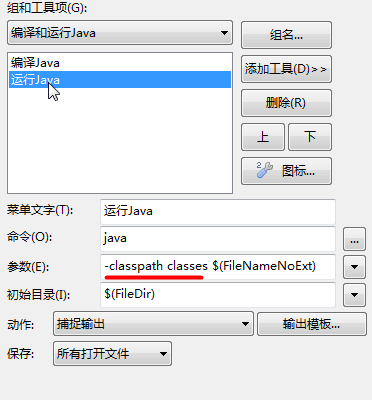 组和工具项(G):
编译和运行Java
组名...
编译Java
运行Java
添加工具(D)>>
删除(R)
上
下
图标...
菜单文字(T):
运行Java
命令(O):
java
...
参数(E):
-classpath classes $(FileNameNoExt)
初始目录(I):
$(FileDir)
动作:
捕捉输出
输出模板...
保存:
所有打开文件